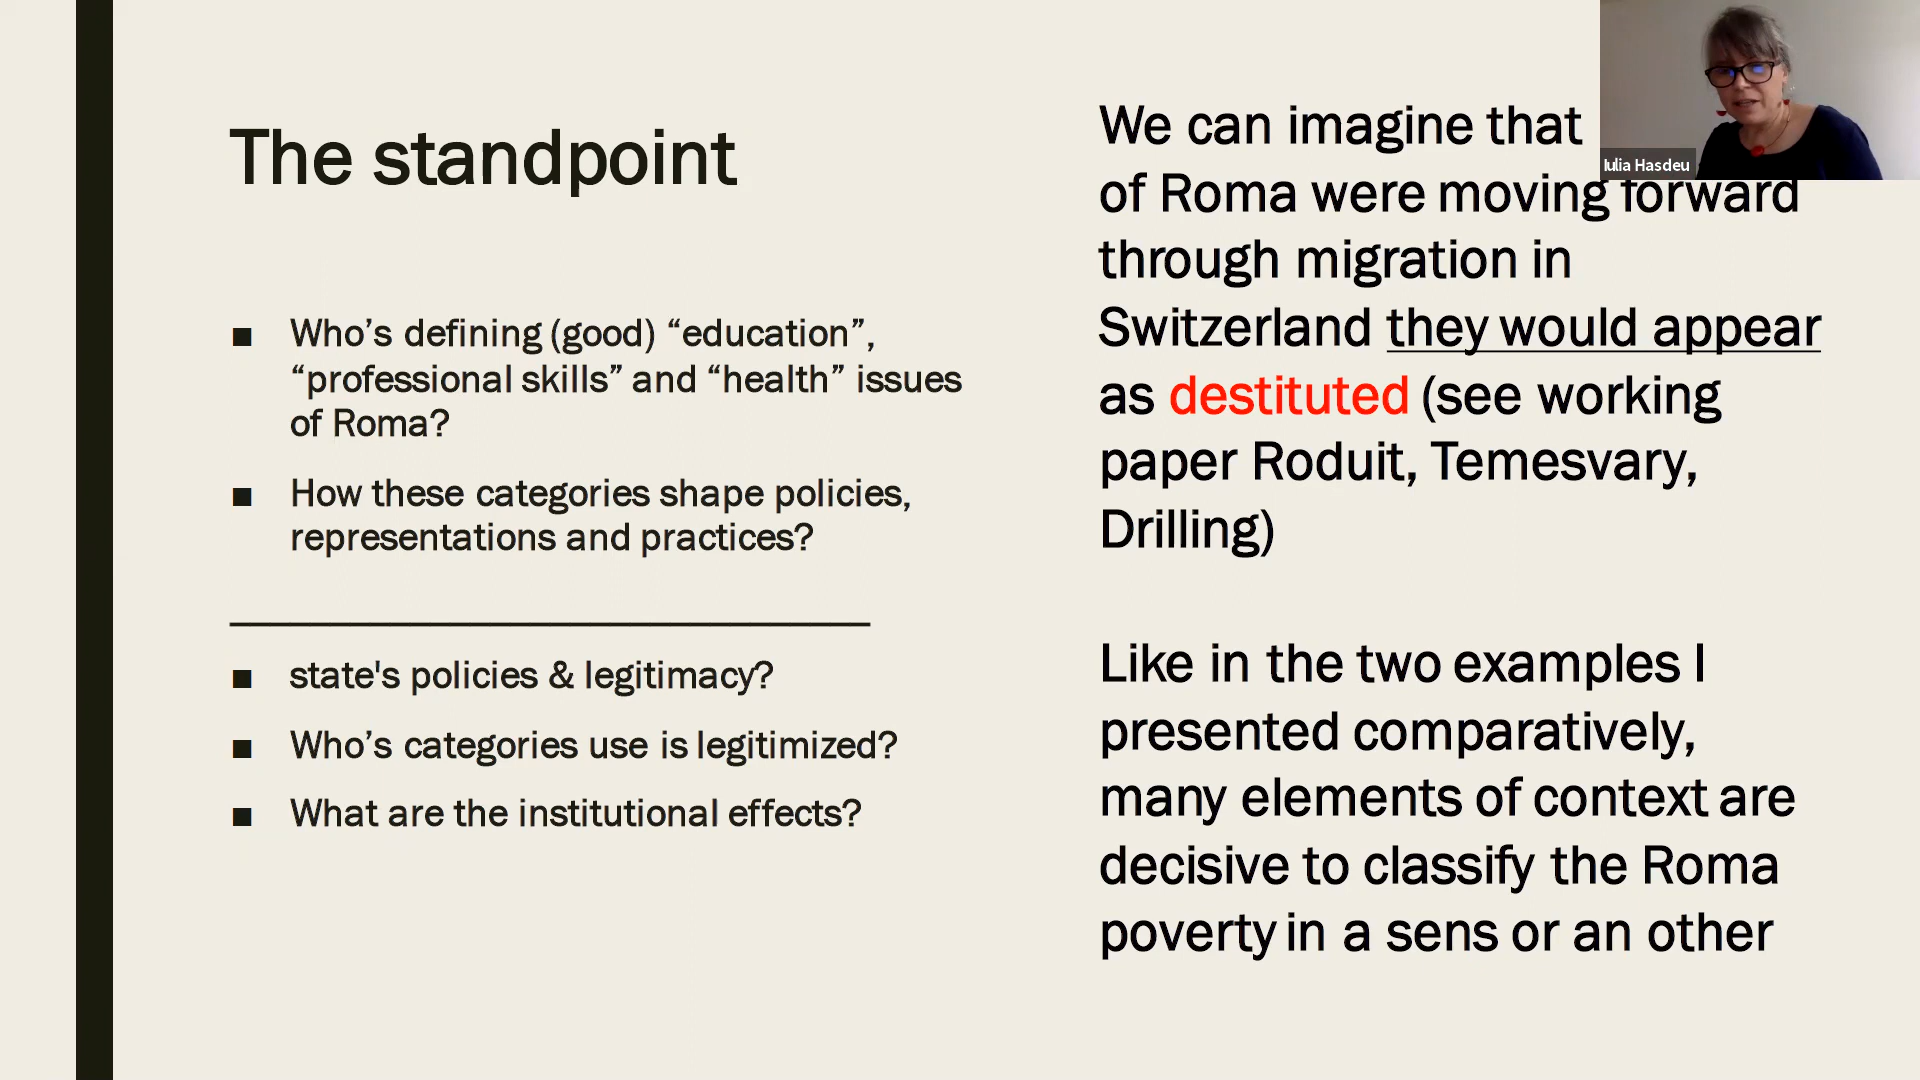 The standpoint
Who’s defining (good) “education”,
“professional skills” and “health” issues
of Roma?
How these categories shape policies,
representations and practices?
state's policies & legitimacy?
Who’s categories use is legitimized?
What are the institutional effects?
We can imagine that
of Roma were moving forward
through migration in
Switzerland they would appear
as destituted (see working
paper Roduit, Temesvary,
Drilling)
Like in the two examples I
presented comparatively,
many elements of context are
decisive to classify the Roma
poverty in a sens or an other
Iulia Hasdeu